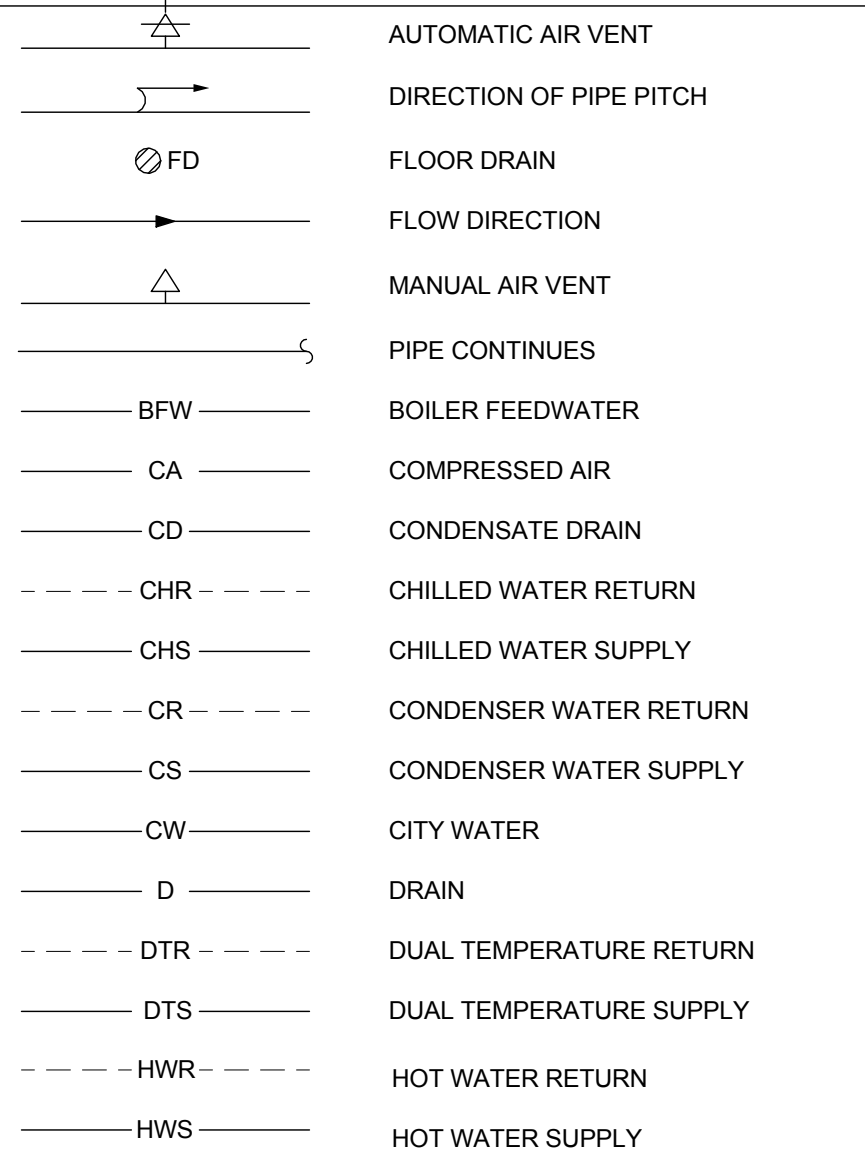 AUTOMATIC AIR VENT
DIRECTION OF PIPE PITCH
FD FLOOR DRAIN
FLOW DIRECTION
MANUAL AIR VENT
PIPE CONTINUES
BFW BOILER FEEDWATER
CA COMPRESSED AIR
CD CONDENSATE DRAIN
CHR CHILLED WATER RETURN
CHS CHILLED WATER SUPPLY
CR CONDENSER WATER RETURN
CS CONDENSER WATER SUPPLY
CW CITY WATER
D DRAIN
DTR DUAL TEMPERATURE RETURN
DTS DUAL TEMPERATURE SUPPLY
HWR HOT WATER RETURN
HWS HOT WATER SUPPLY